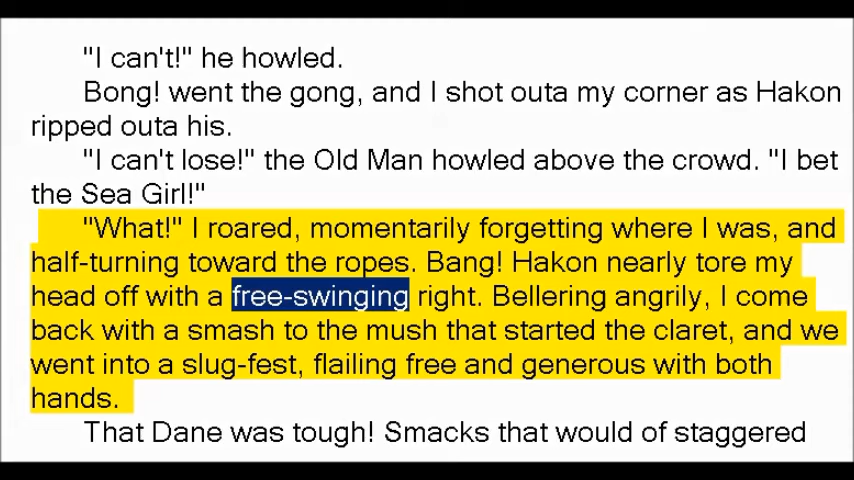 "I can't!" he howled.
Bong! went the gong, and I shot outa my corner as Hakon
ripped outa his.
"I can't lose!" the Old Man howled above the crowd. "I bet
the Sea Girl!"
"What!" I roared, momentarily forgetting where I was, and
half-turning toward the ropes. Bang! Hakon nearly tore my
head off with a free-swinging right. Bellering angrily, I come
back with a smash to the mush that started the claret, and we
went into a slug-fest, flailing free and generous with both
hands.
That Dane was tough! Smacks that would of staggered